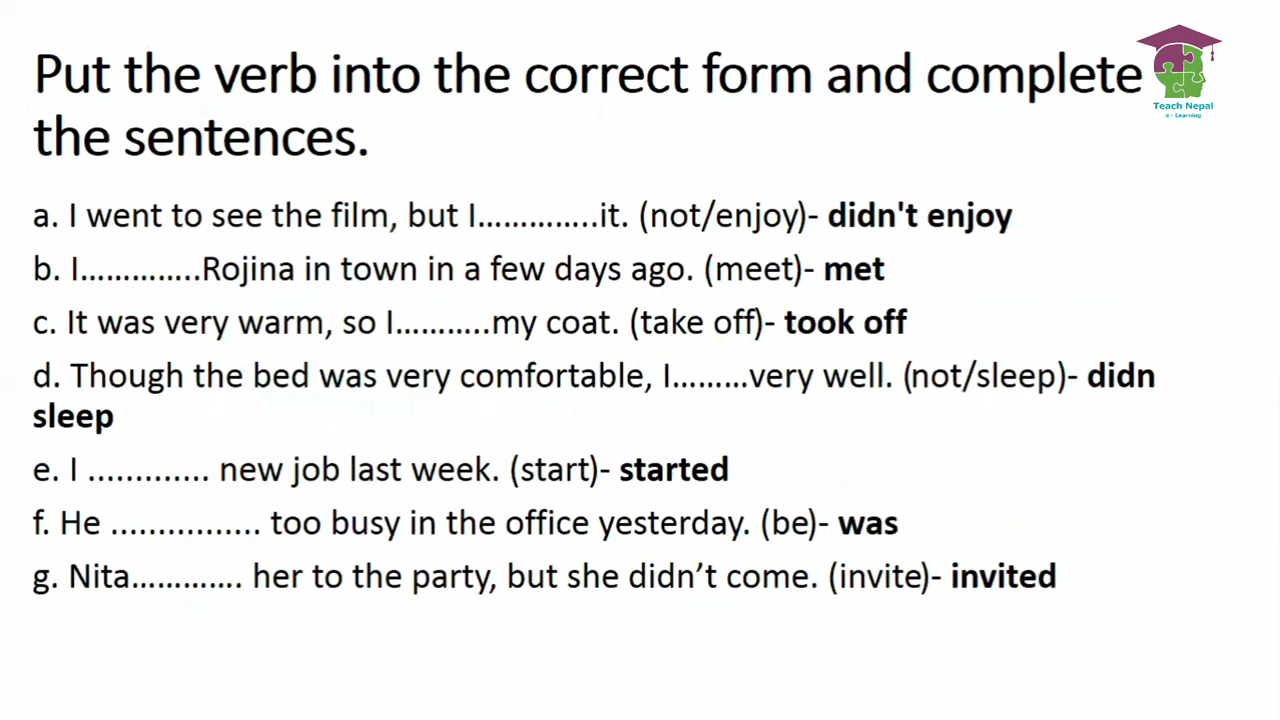 Put the verb into the correct form and complete
the sentences.
Teach Nepal
e - Learning
a. I went to see the film, but I…………..it. (not/enjoy)- didn't enjoy
b. I…………..Rojina in town in a few days ago. (meet)- met
c. It was very warm, so I………..my coat. (take off)- took off
d. Though the bed was very comfortable, I………very well. (not/sleep)- didn
sleep
e. I ............. new job last week. (start)- started
f. He ................ too busy in the office yesterday. (be)- was
g. Nita…………. her to the party, but she didn’t come. (invite)- invited